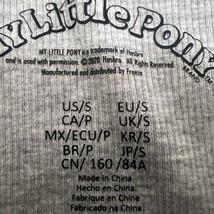 MY LITTLE PONY
BRAND
MY LITTLE PONY is a trademark of Hasbro
and is used with permission. © 2020 Hasbro. All Rights Reserved.
Manufactured and distributed by Freeze
US/S EU/S
CA/P UK/S
MX/ECU/P KR/S
BR/P JP/S
CN/ 160 /84A
Made in China
Hecho en China
Fabrique en Chine
Fabricado na China